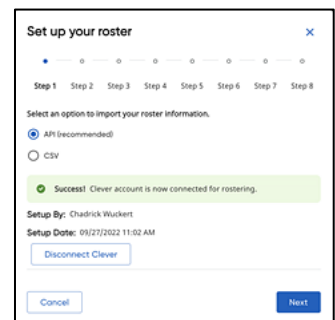 Set up your roster
Step 1 Step 2 Step 3 Step 4 Step 5 Step 6 Step 7 Step 8
Select an option to import your roster information.
API (recommended)
CSV
Success! Clever account is now connected for rostering.
Setup By: Chadrick Wuckert
Setup Date: 09/27/2022 11:02 AM
Disconnect Clever
Cancel Next